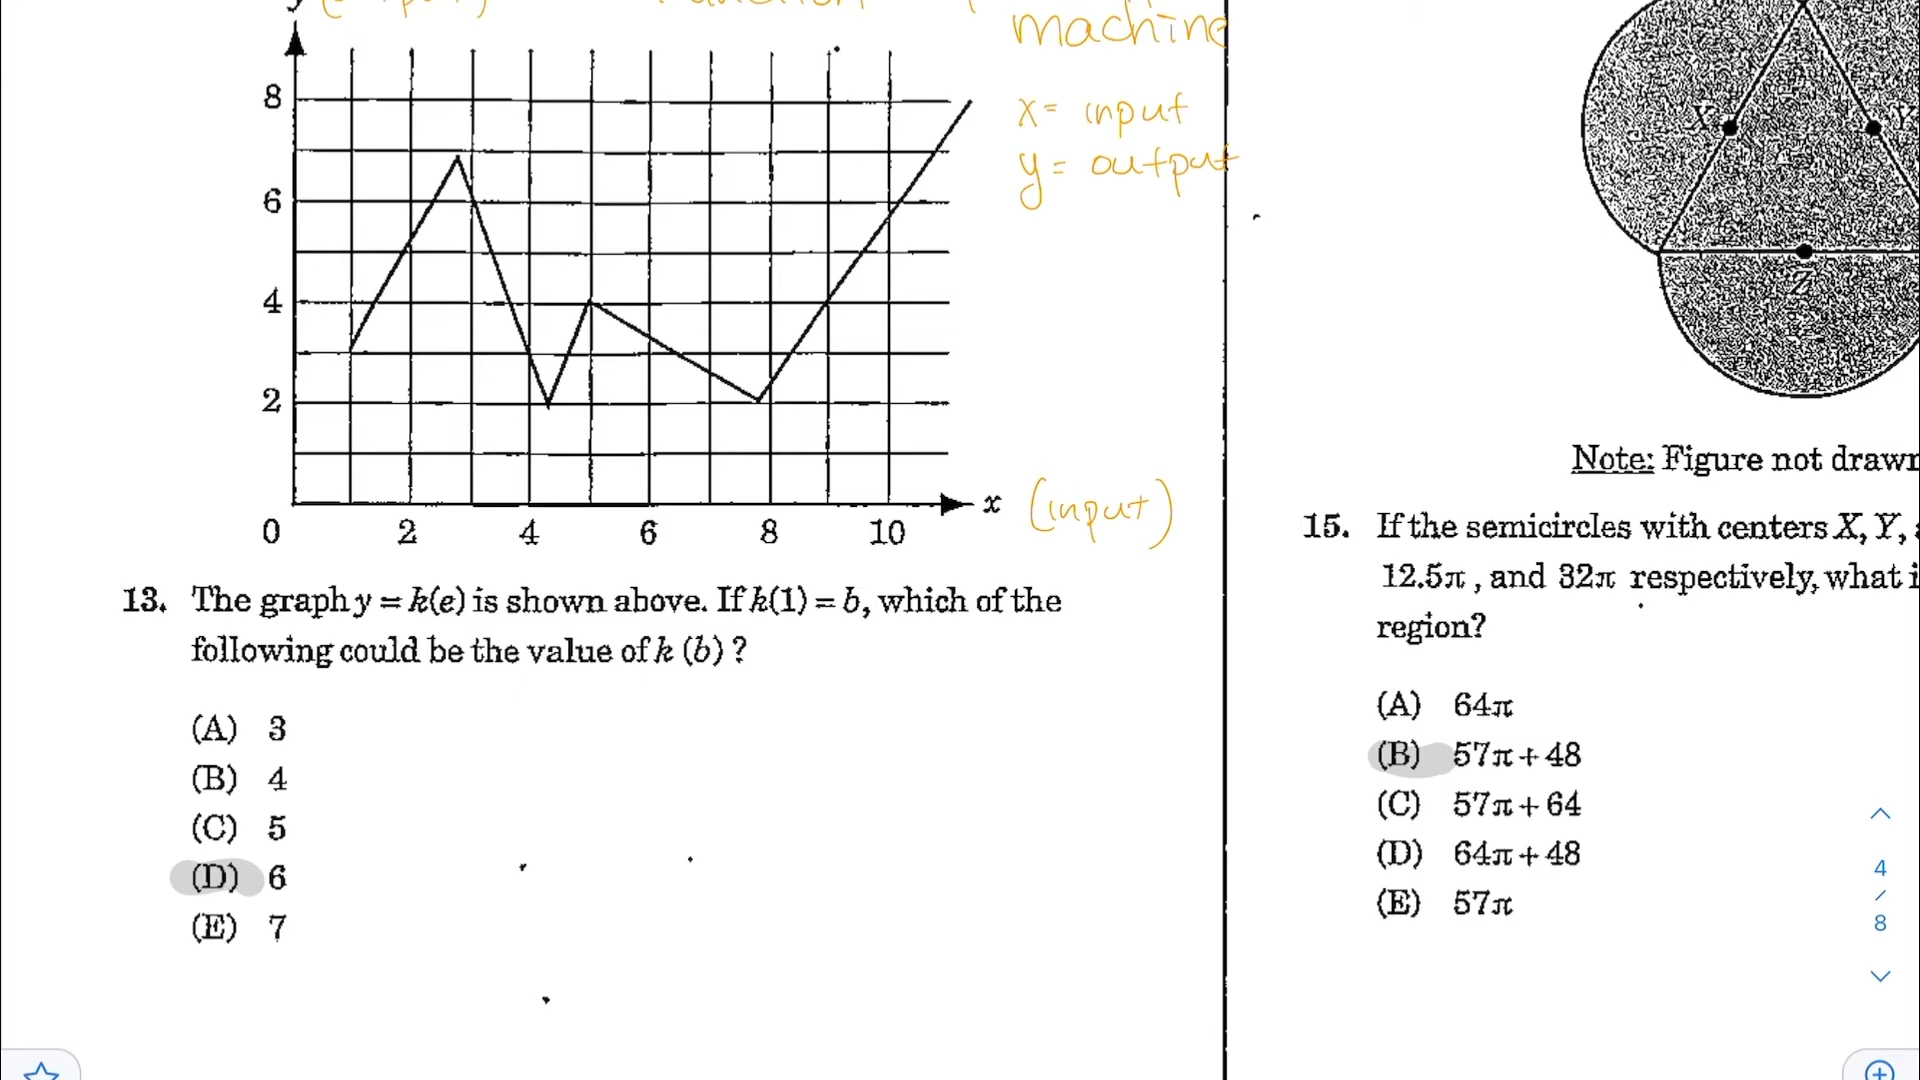 machine
x = input
y = output
8
6
4
2
0 2 4 6 8 10
x (input)
13. The graph y = k(e) is shown above. If k(1) = b, which of the
following could be the value of k (b) ?
(A) 3
(B) 4
(C) 5
(D) 6
(E) 7
X
Y
Z
Note: Figure not drawn
15. If the semicircles with centers X, Y,
12.5π , and 32π respectively, what i
region?
(A) 64π
(B) 57π + 48
(C) 57π + 64
(D) 64π + 48
(E) 57π
4
/
8